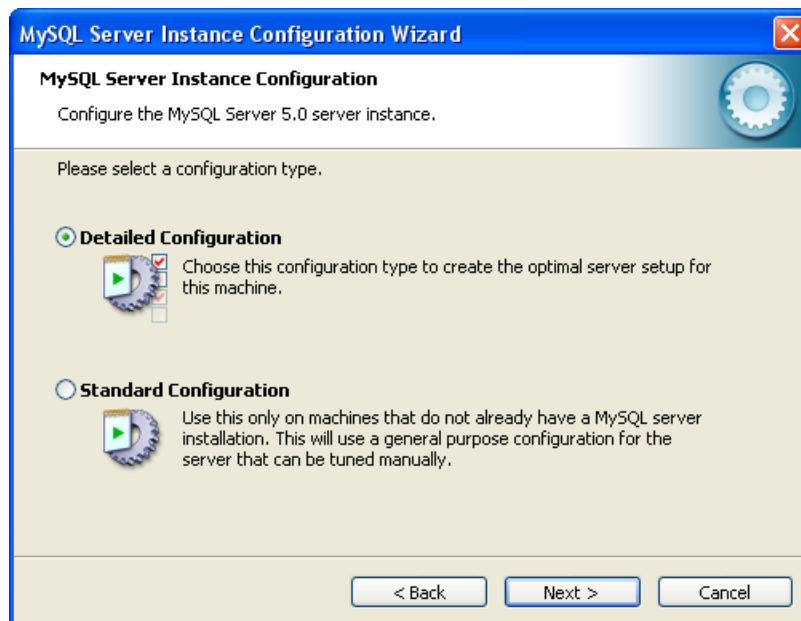 MySQL Server Instance Configuration Wizard
MySQL Server Instance Configuration
Configure the MySQL Server 5.0 server instance.
Please select a configuration type.
Detailed Configuration
Choose this configuration type to create the optimal server setup for
this machine.
Standard Configuration
Use this only on machines that do not already have a MySQL server
installation. This will use a general purpose configuration for the
server that can be tuned manually.
< Back
Next >
Cancel